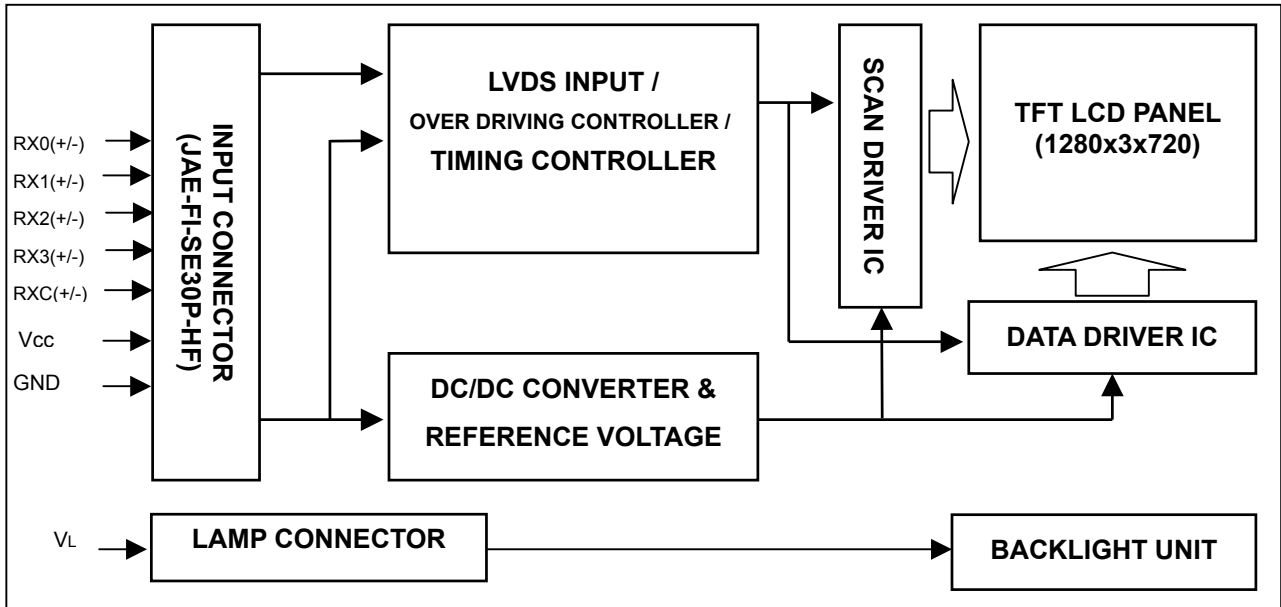 RX0(+/-)
RX1(+/-)
RX2(+/-)
RX3(+/-)
RXC(+/-)
Vcc
GND
INPUT CONNECTOR
(JAE-FI-SE30P-HF)
LVDS INPUT /
OVER DRIVING CONTROLLER /
TIMING CONTROLLER
SCAN DRIVER IC
TFT LCD PANEL
(1280x3x720)
DATA DRIVER IC
DC/DC CONVERTER &
REFERENCE VOLTAGE
VL
LAMP CONNECTOR
BACKLIGHT UNIT